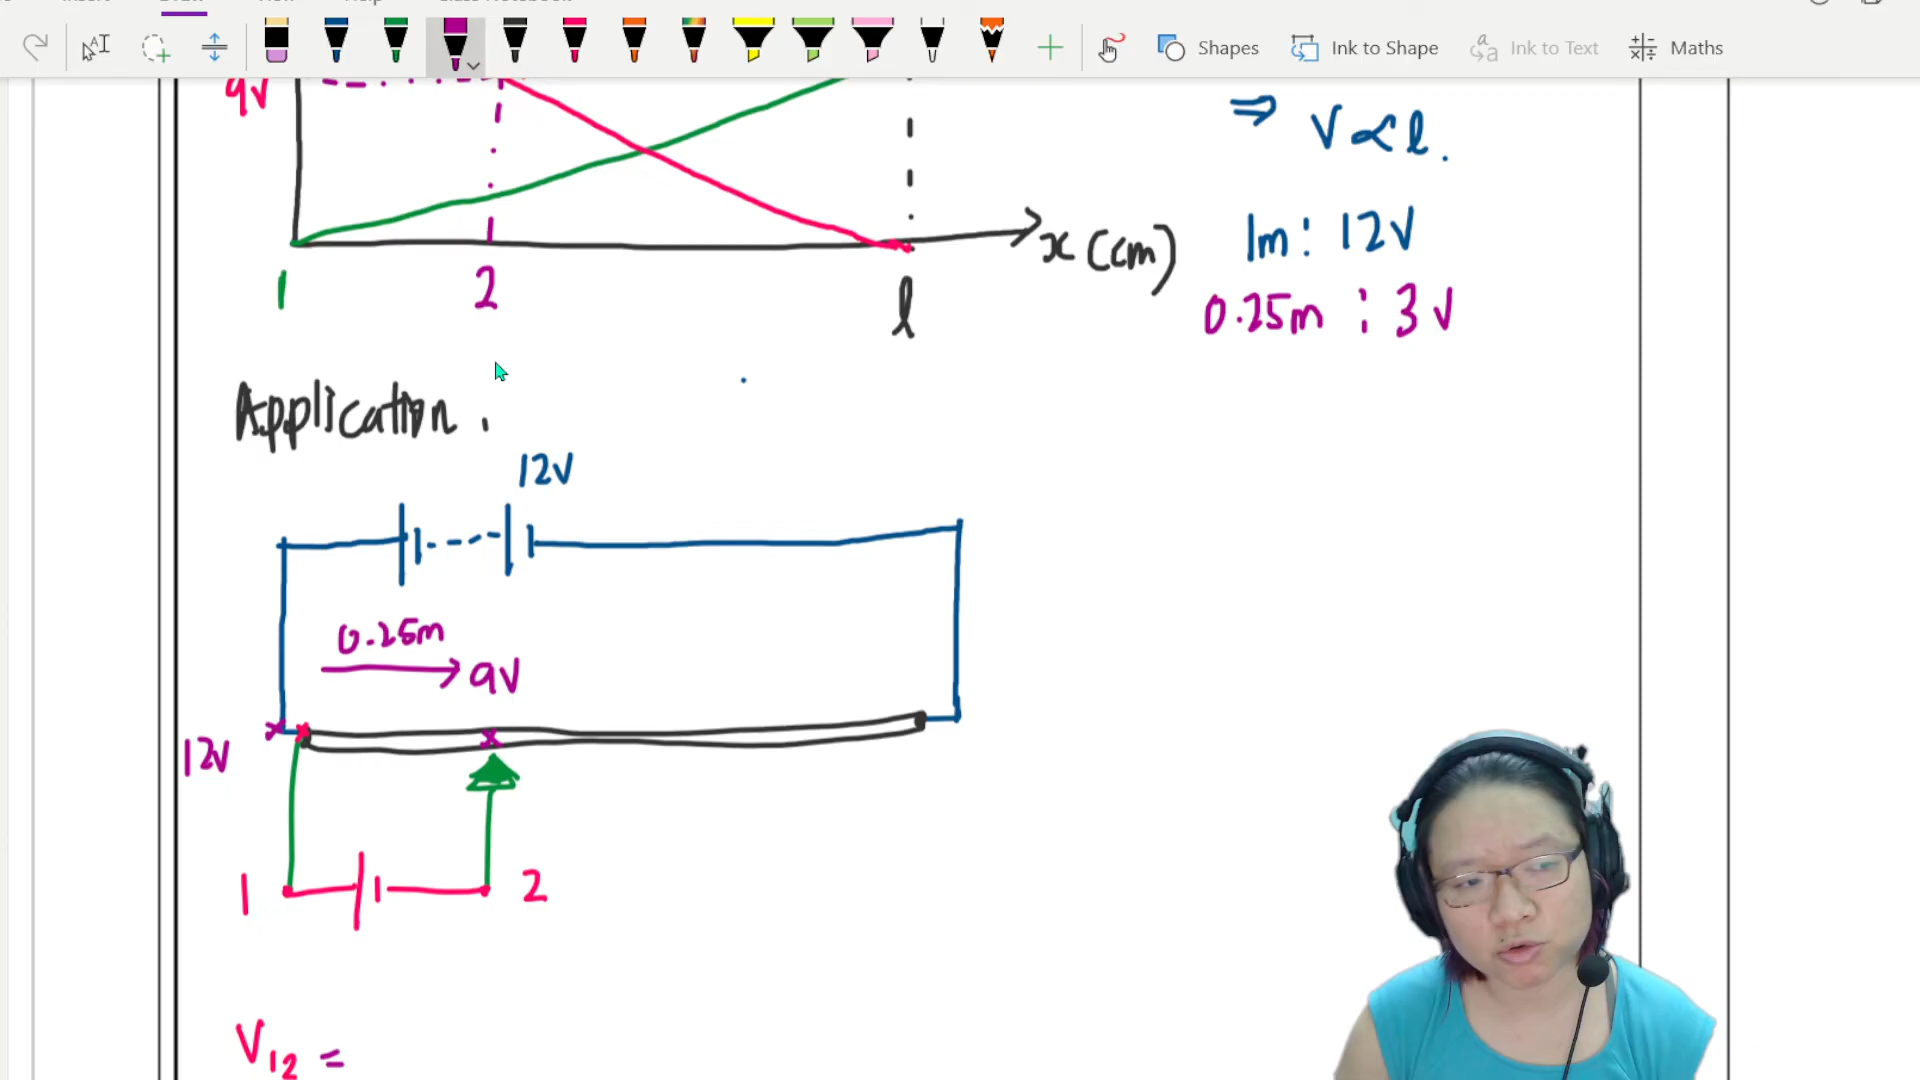 Shapes
Ink to Shape
Ink to Text
Maths
9V
⇒ V ∝ l.
x (cm)
1m : 12V
1
2
l
0.25m : 3V
Application :
12V
0.25m
9V
12V
1
2
V12 =